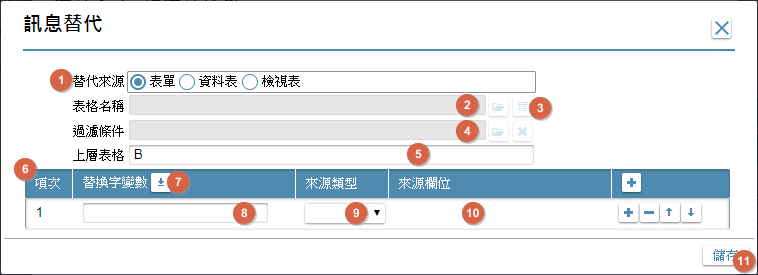 訊息替代
1 替代來源 表單 資料表 檢視表
表格名稱 2 3
過濾條件 4
上層表格 B 5
6
項次 替換字變數 7 來源類型 來源欄位
1 8 9 10
儲存 11